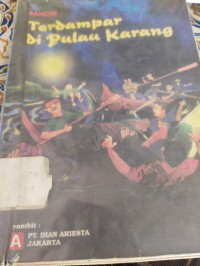 Terdampar
di Pulau Karang
enerbit :
A PT. DIAN ARIESTA
JAKARTA